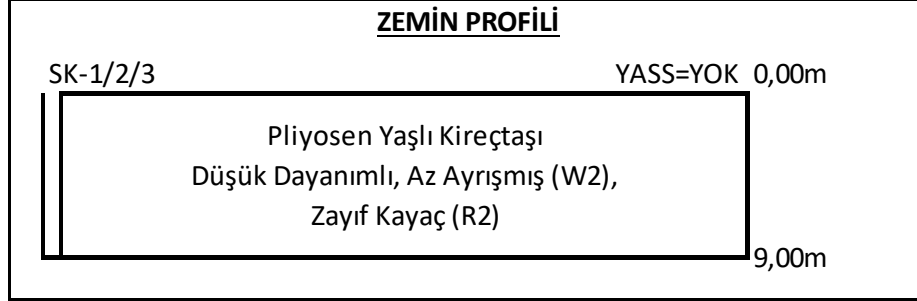 ZEMİN PROFİLİ
SK-1/2/3 YASS=YOK 0,00m
Pliyosen Yaşlı Kireçtaşı
Düşük Dayanımlı, Az Ayrışmış (W2),
Zayıf Kayaç (R2)
9,00m